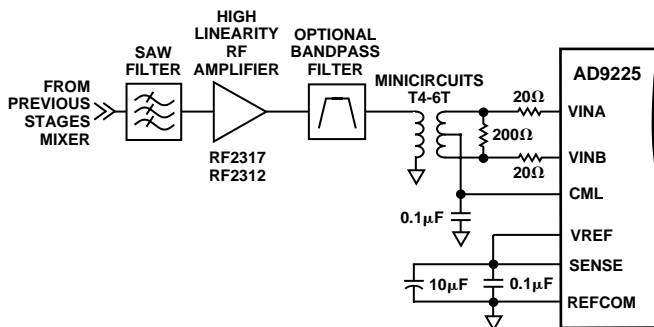 FROM
PREVIOUS
STAGES
MIXER
SAW
FILTER
HIGH
LINEARITY
RF
AMPLIFIER
RF2317
RF2312
OPTIONAL
BANDPASS
FILTER
MINICIRCUITS
T4-6T
20Ω
200Ω
20Ω
0.1μF
10μF
0.1μF
AD9225
VINA
VINB
CML
VREF
SENSE
REFCOM